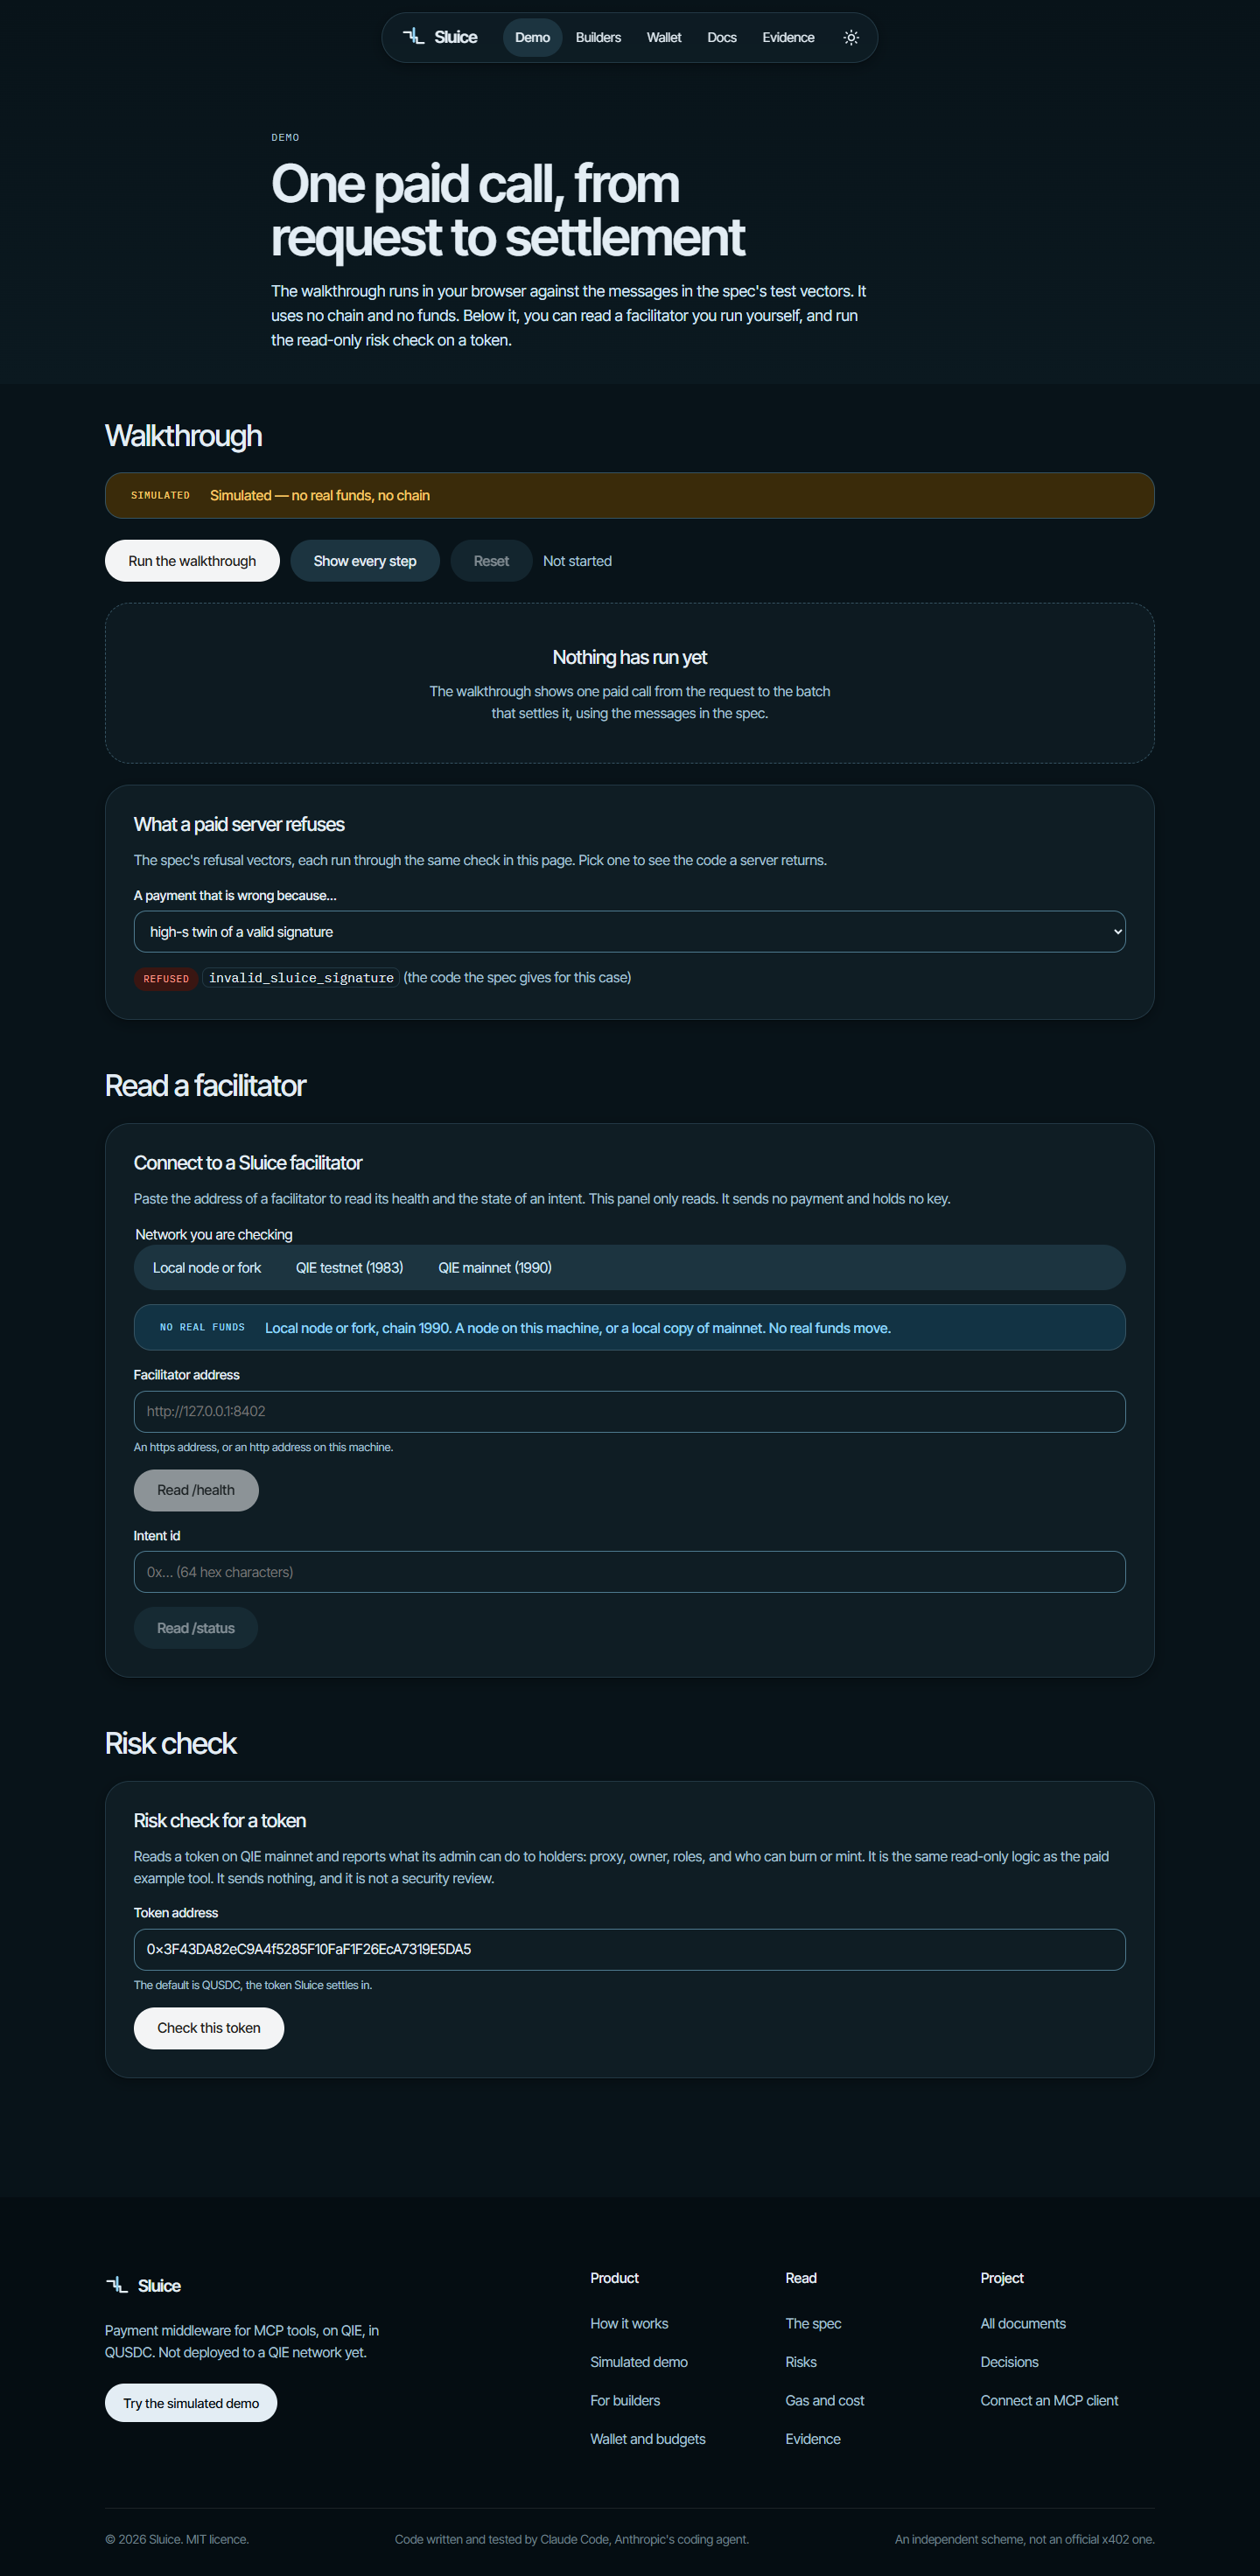 Sluice
Demo
Builders
Wallet
Docs
Evidence
DEMO
One paid call, from
request to settlement
The walkthrough runs in your browser against the messages in the spec's test vectors. It
uses no chain and no funds. Below it, you can read a facilitator you run yourself, and run
the read-only risk check on a token.
Walkthrough
SIMULATED Simulated — no real funds, no chain
Run the walkthrough
Show every step
Reset
Not started
Nothing has run yet
The walkthrough shows one paid call from the request to the batch
that settles it, using the messages in the spec.
What a paid server refuses
The spec's refusal vectors, each run through the same check in this page. Pick one to see the code a server returns.
A payment that is wrong because...
high-s twin of a valid signature
REFUSED invalid_sluice_signature (the code the spec gives for this case)
Read a facilitator
Connect to a Sluice facilitator
Paste the address of a facilitator to read its health and the state of an intent. This panel only reads. It sends no payment and holds no key.
Network you are checking
Local node or fork
QIE testnet (1983)
QIE mainnet (1990)
NO REAL FUNDS Local node or fork, chain 1990. A node on this machine, or a local copy of mainnet. No real funds move.
Facilitator address
http://127.0.0.1:8402
An https address, or an http address on this machine.
Read /health
Intent id
0x... (64 hex characters)
Read /status
Risk check
Risk check for a token
Reads a token on QIE mainnet and reports what its admin can do to holders: proxy, owner, roles, and who can burn or mint. It is the same read-only logic as the paid
example tool. It sends nothing, and it is not a security review.
Token address
0x3F43DA82eC9A4f5285F10FaF1F26EcA7319E5DA5
The default is QUSDC, the token Sluice settles in.
Check this token
Sluice
Payment middleware for MCP tools, on QIE, in
QUSDC. Not deployed to a QIE network yet.
Try the simulated demo
Product
How it works
Simulated demo
For builders
Wallet and budgets
Read
The spec
Risks
Gas and cost
Evidence
Project
All documents
Decisions
Connect an MCP client
© 2026 Sluice. MIT licence.
Code written and tested by Claude Code, Anthropic's coding agent.
An independent scheme, not an official x402 one.